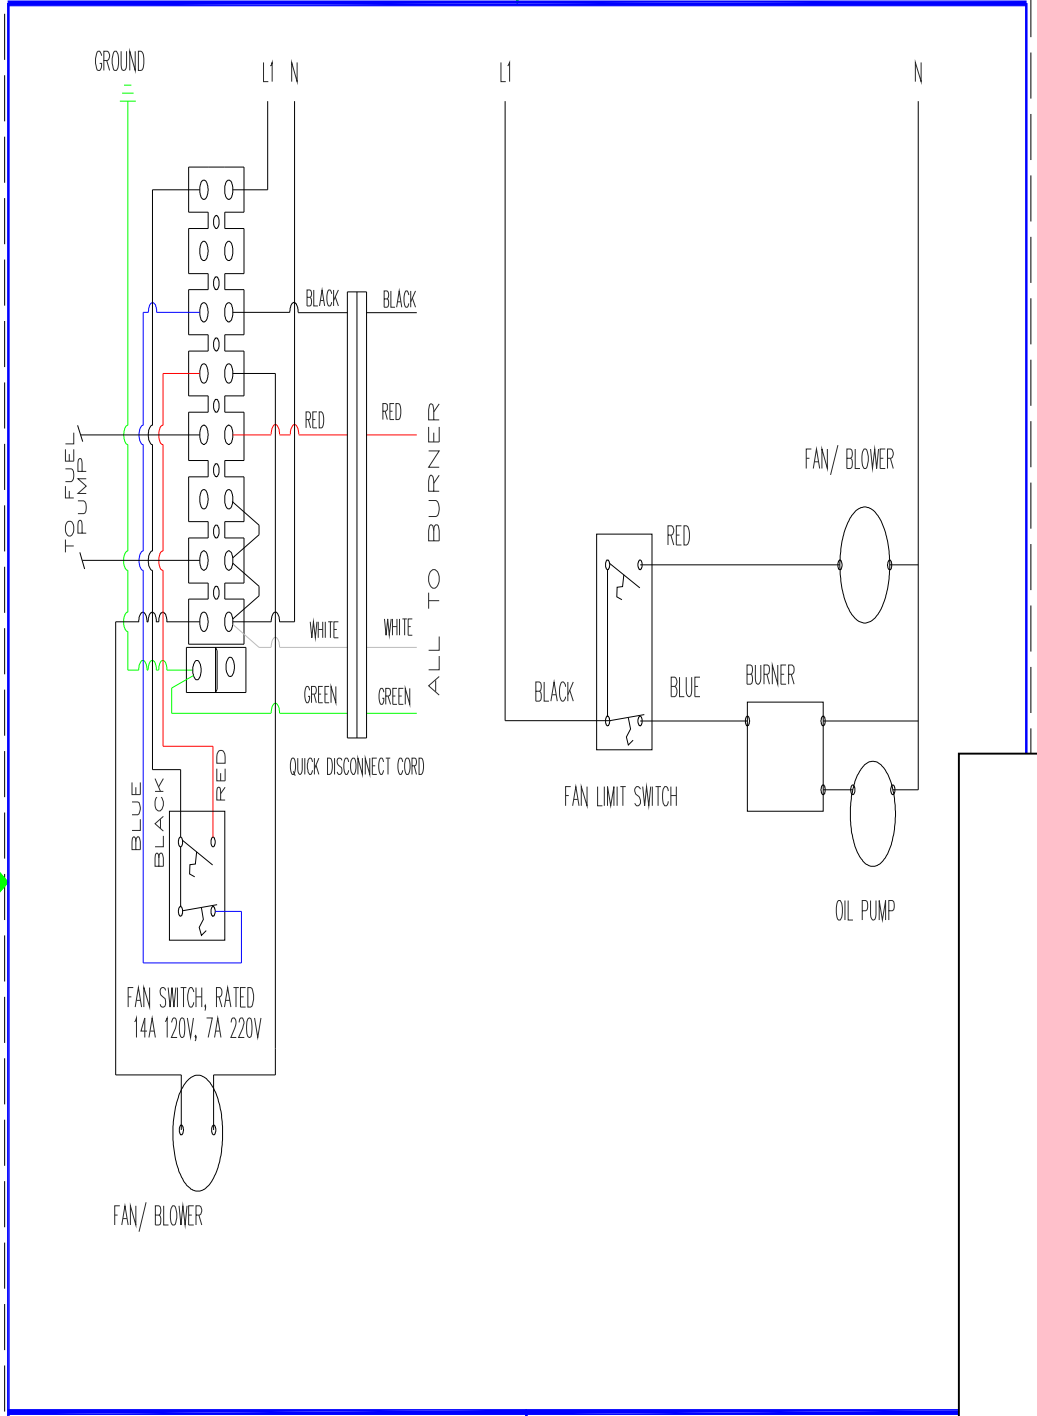 GROUND
L1 N
L1
N
BLACK
BLACK
RED
RED
TO FUEL
PUMP
ALL TO BURNER
WHITE
WHITE
GREEN
GREEN
QUICK DISCONNECT CORD
BLUE
BLACK
RED
FAN SWITCH, RATED
14A 120V, 7A 220V
FAN/ BLOWER
FAN/ BLOWER
RED
BLACK
BLUE
BURNER
FAN LIMIT SWITCH
OIL PUMP